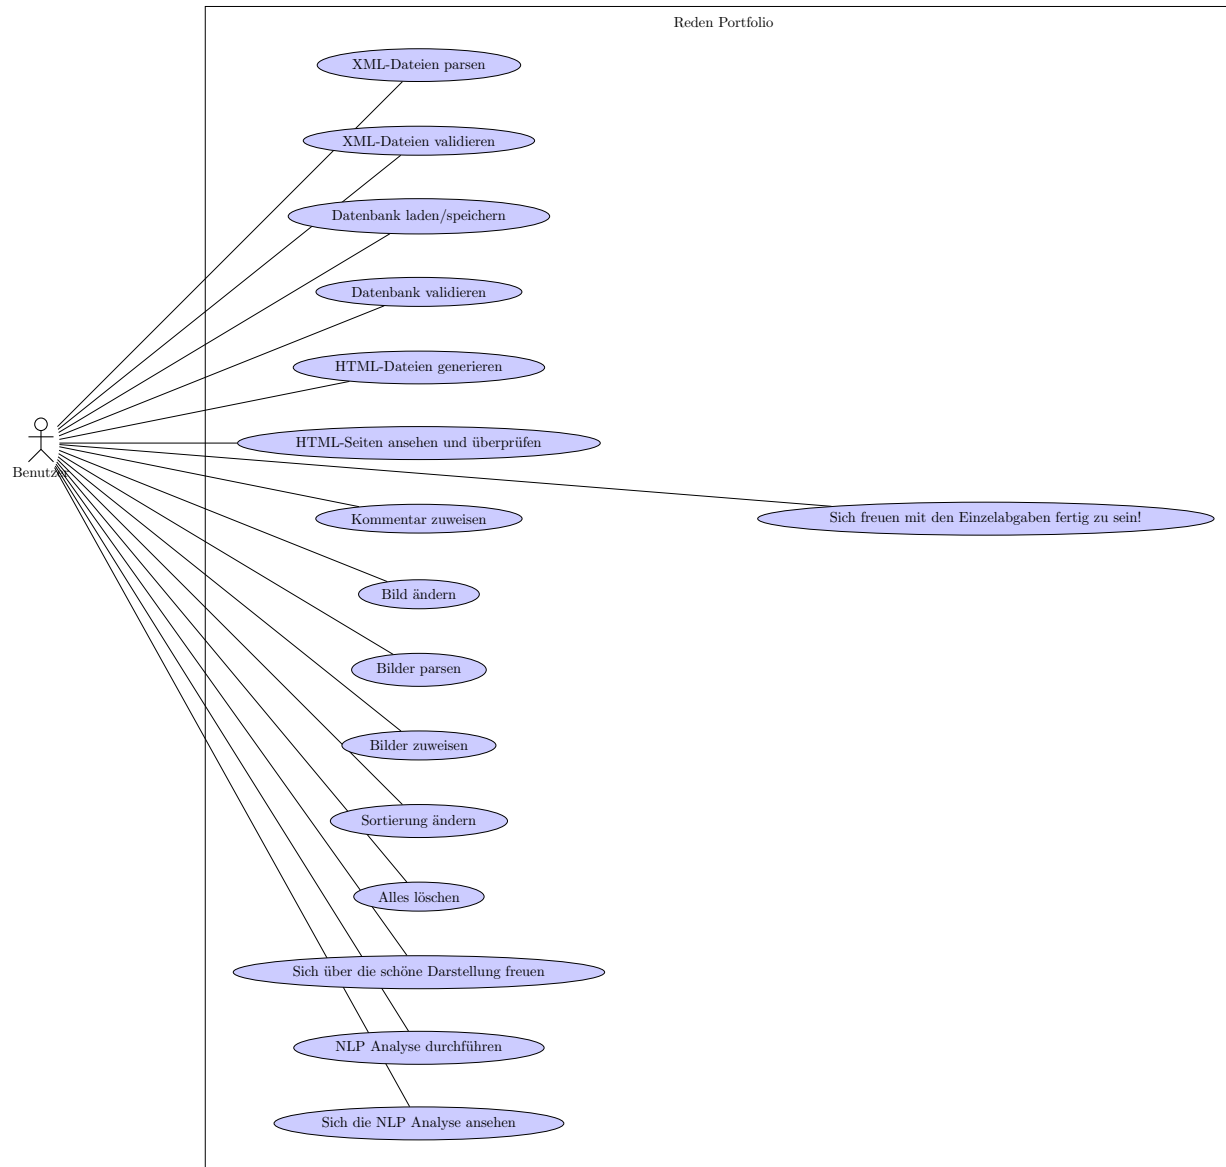 Reden Portfolio
XML-Dateien parsen
XML-Dateien validieren
Datenbank laden/speichern
Datenbank validieren
HTML-Dateien generieren
HTML-Seiten ansehen und überprüfen
Benutzer
Kommentar zuweisen
Sich freuen mit den Einzelabgaben fertig zu sein!
Bild ändern
Bilder parsen
Bilder zuweisen
Sortierung ändern
Alles löschen
Sich über die schöne Darstellung freuen
NLP Analyse durchführen
Sich die NLP Analyse ansehen